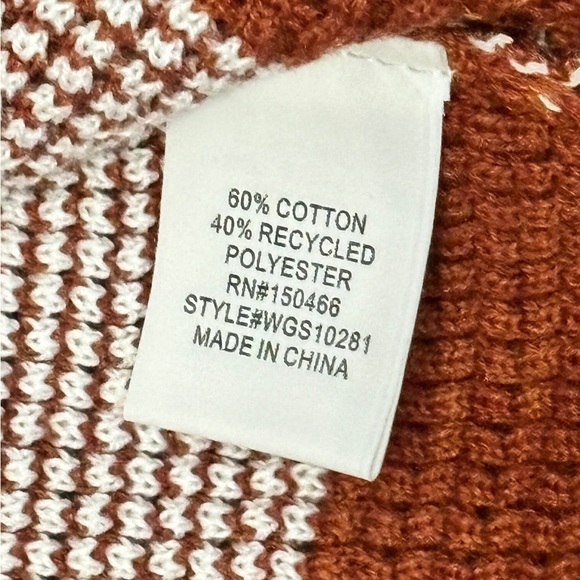 60% COTTON
40% RECYCLED
POLYESTER
RN#150466
STYLE#WGS10281
MADE IN CHINA